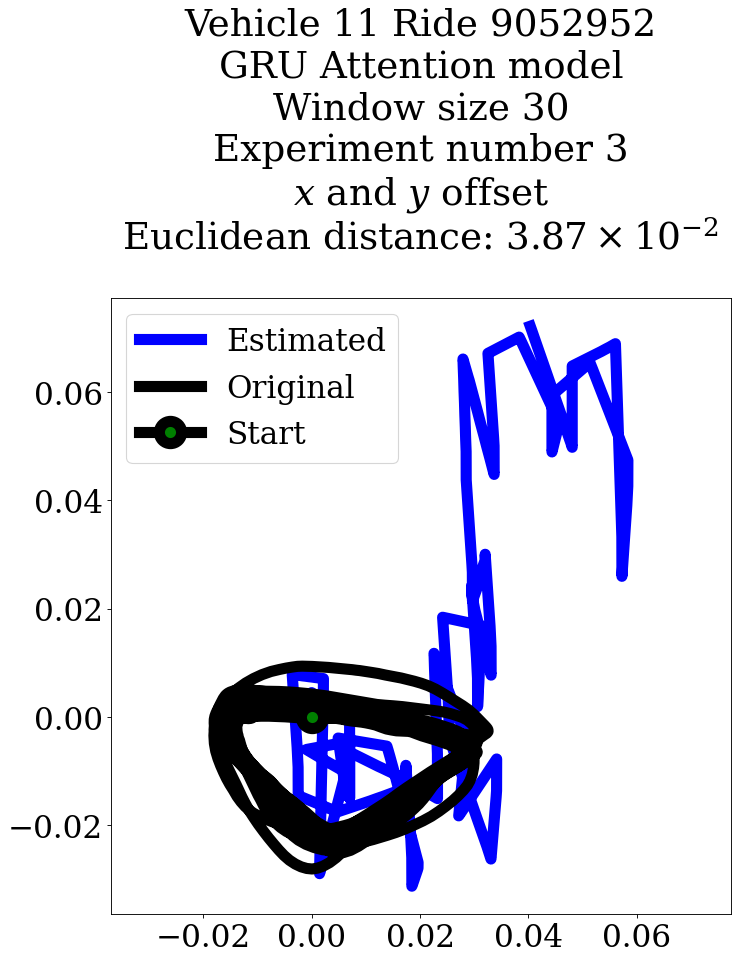 Vehicle 11 Ride 9052952
GRU Attention model
Window size 30
Experiment number 3
x and y offset
Euclidean distance: 3.87 × 10⁻²
Estimated
Original
Start
0.06
0.04
0.02
0.00
−0.02
−0.02 0.00 0.02 0.04 0.06